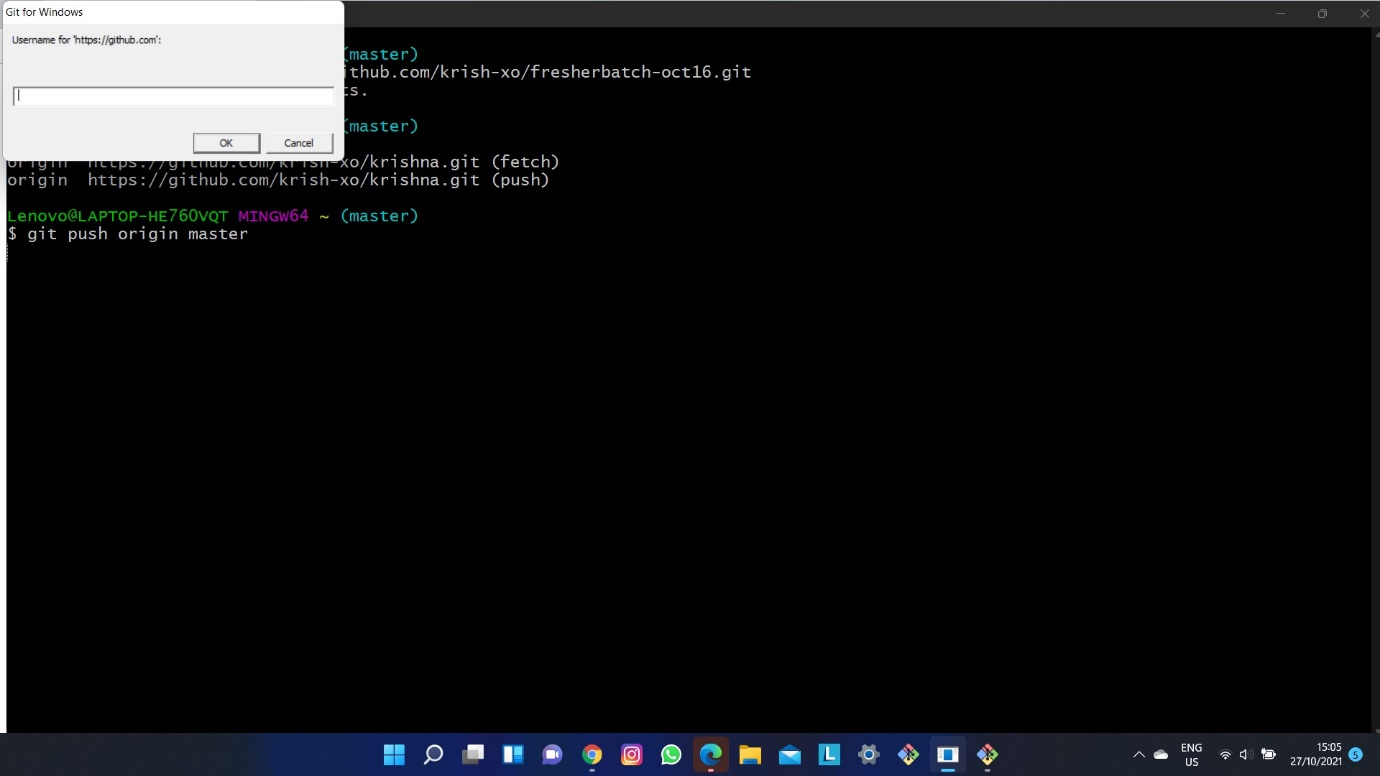 Git for Windows
Username for 'https://github.com':
OK
Cancel
(master)
ithub.com/krish-xo/fresherbatch-oct16.git
ts.
(master)
origin https://github.com/krish-xo/krishna.git (fetch)
origin https://github.com/krish-xo/krishna.git (push)
Lenovo@LAPTOP-HE760VQT MINGW64 ~ (master)
$ git push origin master
L
ENG
US
15:05
27/10/2021
5